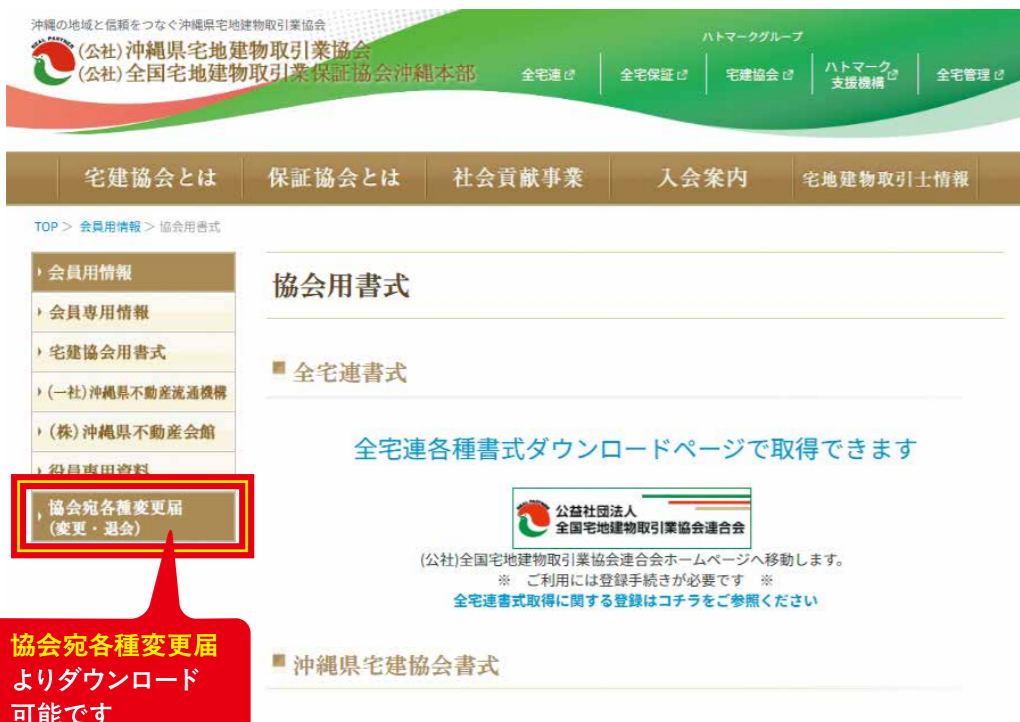 沖縄の地域と信頼をつなぐ沖縄県宅地建物取引業協会
REAL PARTNER
(公社)沖縄県宅地建物取引業協会
(公社)全国宅地建物取引業保証協会沖縄本部
ハトマークグループ
全宅連
全宅保証
宅建協会
ハトマーク
支援機構
全宅管理
宅建協会とは
保証協会とは
社会貢献事業
入会案内
宅地建物取引士情報
TOP > 会員用情報 > 協会用書式
会員用情報
会員専用情報
宅建協会用書式
(一社)沖縄県不動産流通機構
(株)沖縄県不動産会館
役員専用資料
協会宛各種変更届
(変更・退会)
協会宛各種変更届
よりダウンロード
可能です
協会用書式
全宅連書式
全宅連各種書式ダウンロードページで取得できます
REAL PARTNER
公益社団法人
全国宅地建物取引業協会連合会
(公社)全国宅地建物取引業協会連合会ホームページへ移動します。
※ ご利用には登録手続きが必要です ※
全宅連書式取得に関する登録はコチラをご参照ください
沖縄県宅建協会書式